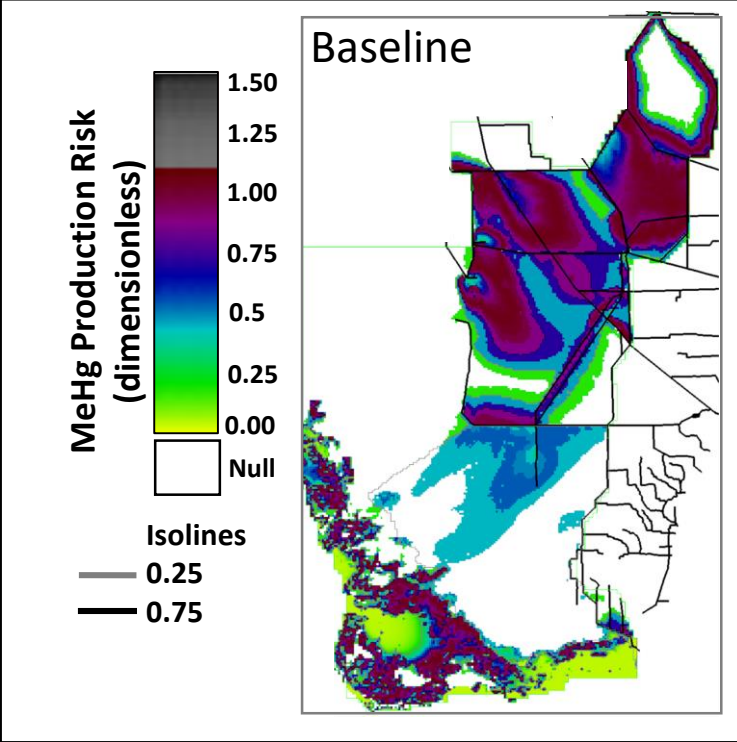 Baseline
MeHg Production Risk
(dimensionless)
1.50
1.25
1.00
0.75
0.5
0.25
0.00
Null
Isolines
0.25
0.75